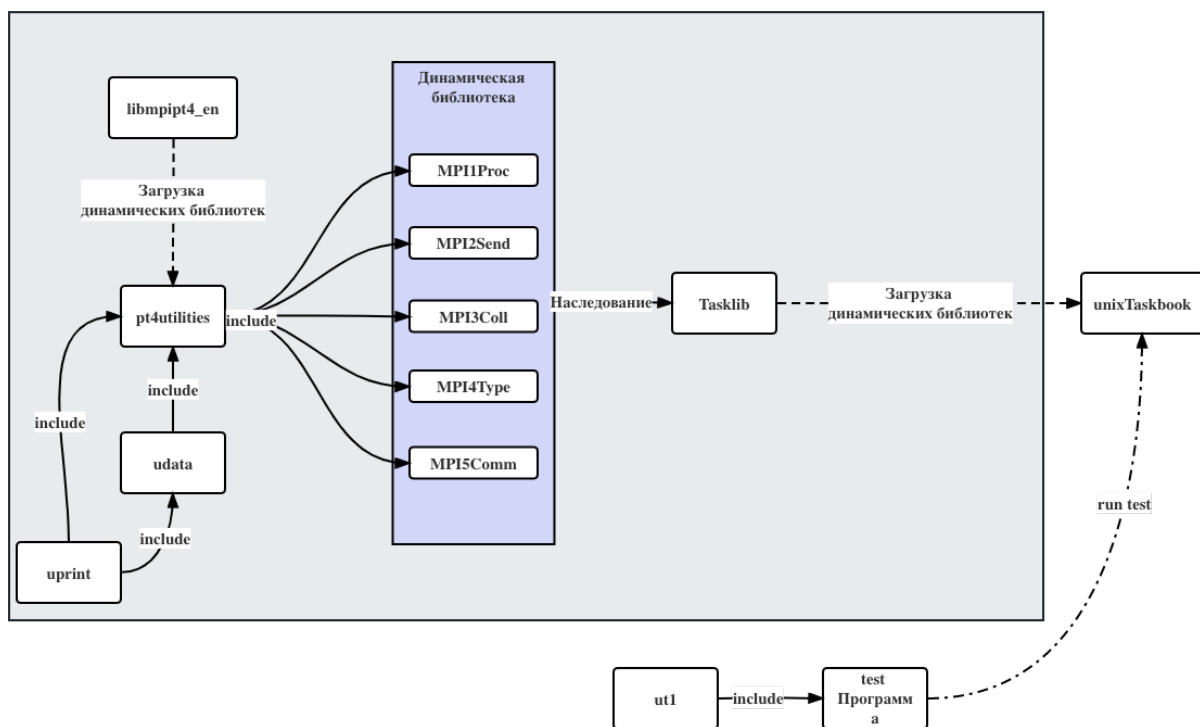 Динамическая
библиотека
libmpipt4_en
MPI1Proc
Загрузка
динамических библиотек
MPI2Send
pt4utilities
include
MPI3Coll
Наследование
Tasklib
Загрузка
динамических библиотек
unixTaskbook
MPI4Type
include
include
udata
MPI5Comm
include
uprint
run test
ut1
include
test
Программ
а